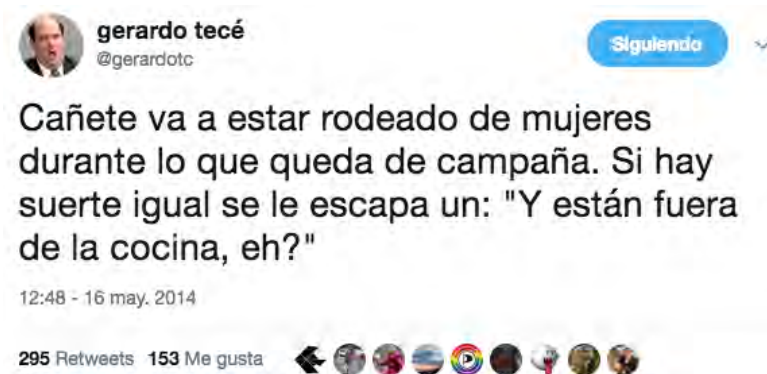 gerardo tecé
@gerardotc
Siguiendo
Cañete va a estar rodeado de mujeres
durante lo que queda de campaña. Si hay
suerte igual se le escapa un: "Y están fuera
de la cocina, eh?"
12:48 - 16 may. 2014
295 Retweets 153 Me gusta